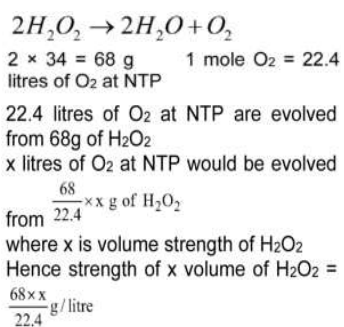 2H₂O₂ → 2H₂O + O₂
2 × 34 = 68 g 1 mole O₂ = 22.4
litres of O₂ at NTP
22.4 litres of O₂ at NTP are evolved
from 68g of H₂O₂
x litres of O₂ at NTP would be evolved
from 68/22.4 × x g of H₂O₂
where x is volume strength of H₂O₂
Hence strength of x volume of H₂O₂ =
68×x/22.4 g/litre